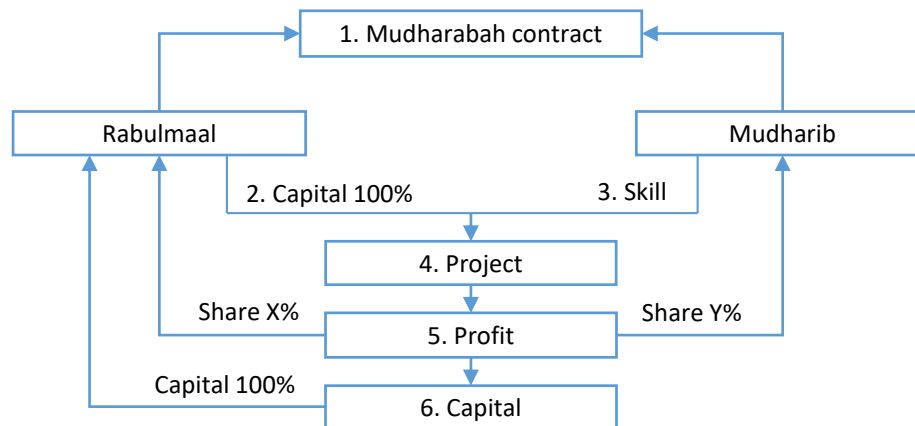 1. Mudharabah contract
Rabulmaal
Mudharib
2. Capital 100%
3. Skill
4. Project
Share X%
Share Y%
5. Profit
Capital 100%
6. Capital